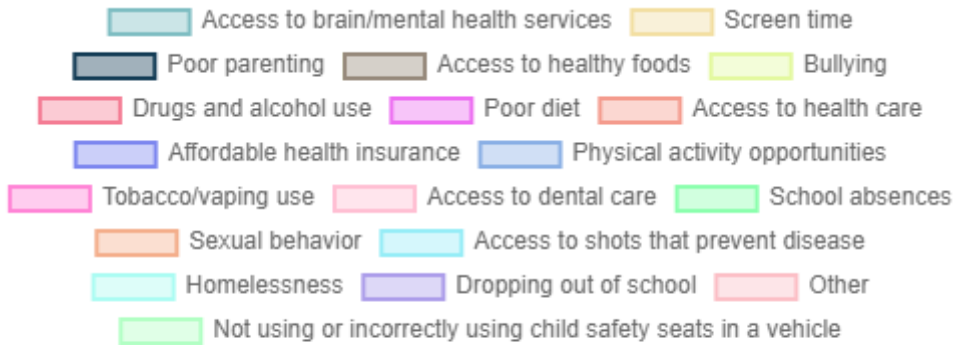 Access to brain/mental health services Screen time
Poor parenting Access to healthy foods Bullying
Drugs and alcohol use Poor diet Access to health care
Affordable health insurance Physical activity opportunities
Tobacco/vaping use Access to dental care School absences
Sexual behavior Access to shots that prevent disease
Homelessness Dropping out of school Other
Not using or incorrectly using child safety seats in a vehicle